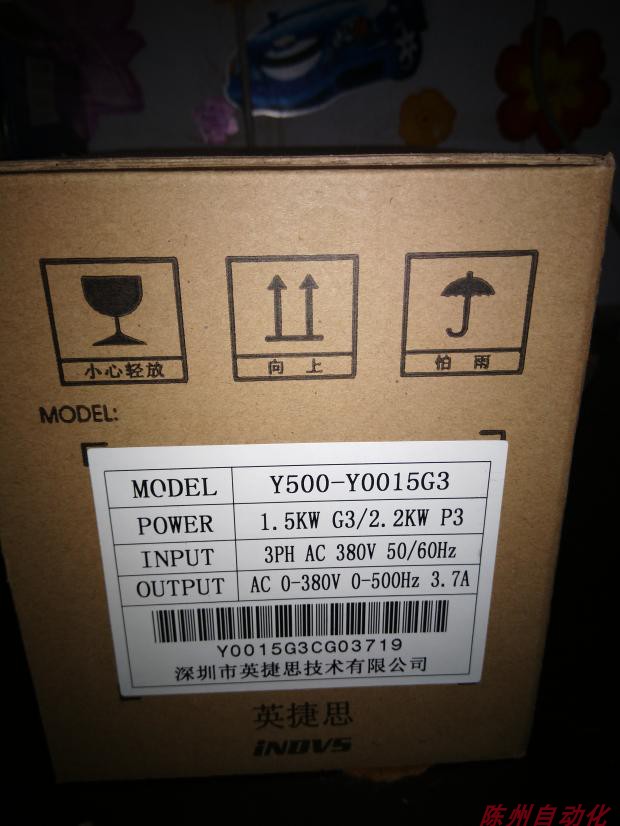 小心轻放
向上
怕雨
MODEL:
MODEL Y500-Y0015G3
POWER 1.5KW G3/2.2KW P3
INPUT 3PH AC 380V 50/60Hz
OUTPUT AC 0-380V 0-500Hz 3.7A
Y0015G3CG03719
深圳市英捷思技术有限公司
英捷思
iNOVS
陈州自动化